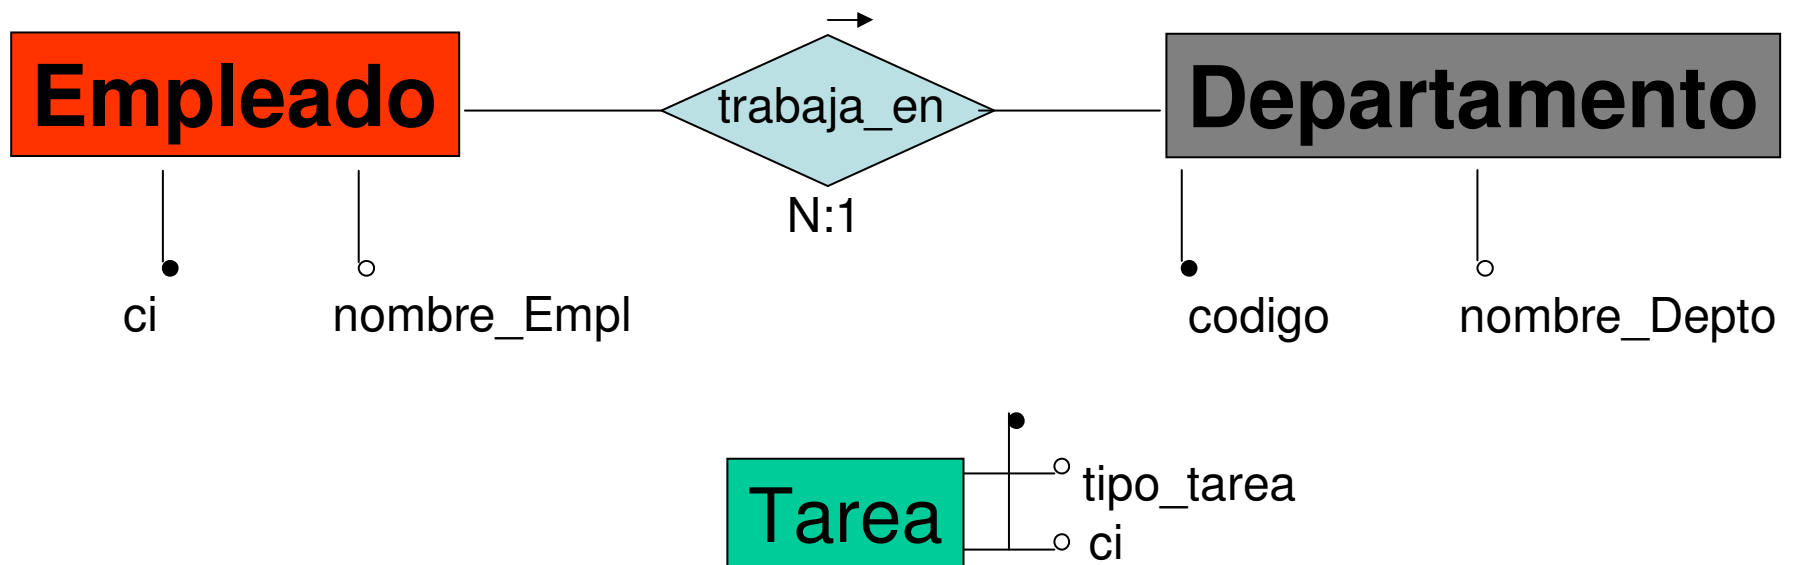 Empleado
trabaja_en
Departamento
N:1
ci
nombre_Empl
codigo
nombre_Depto
Tarea
tipo_tarea
ci